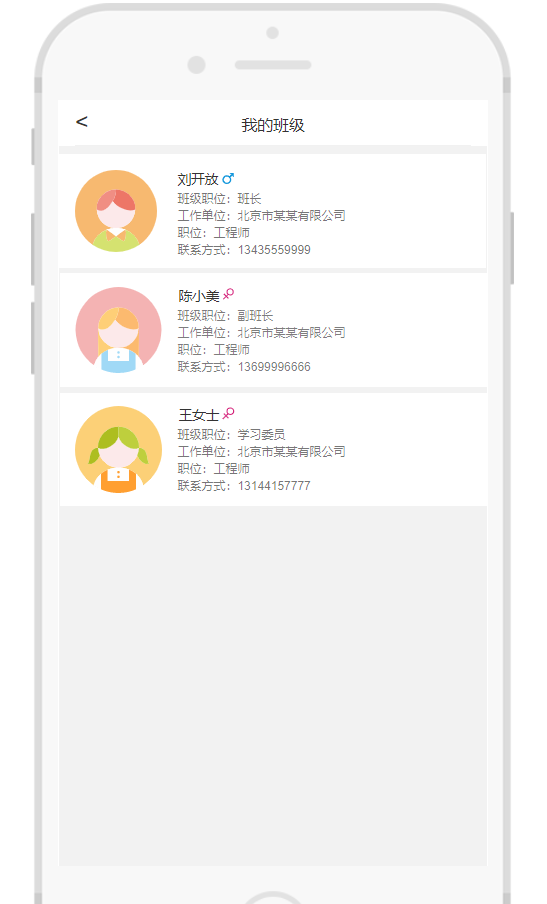 <
我的班级
刘开放
班级职位：班长
工作单位：北京市某某有限公司
职位：工程师
联系方式：13435559999
陈小美
班级职位：副班长
工作单位：北京市某某有限公司
职位：工程师
联系方式：13699996666
王女士
班级职位：学习委员
工作单位：北京市某某有限公司
职位：工程师
联系方式：13144157777